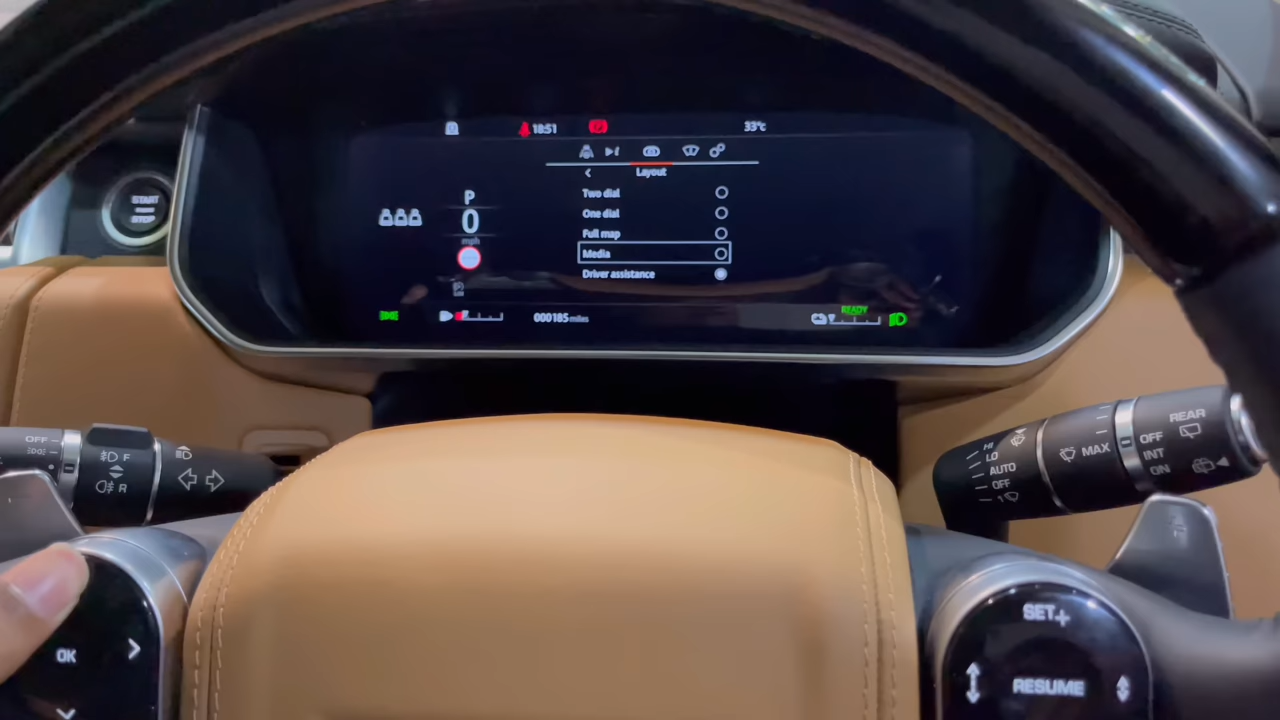 18:51
33°c
START
STOP
Layout
P
0
mph
Two dial
One dial
Full map
Media
Driver assistance
000185 miles
READY
OFF
F
R
OK
HI
LO
AUTO
OFF
1
MAX
REAR
OFF
INT
ON
SET+
RESUME